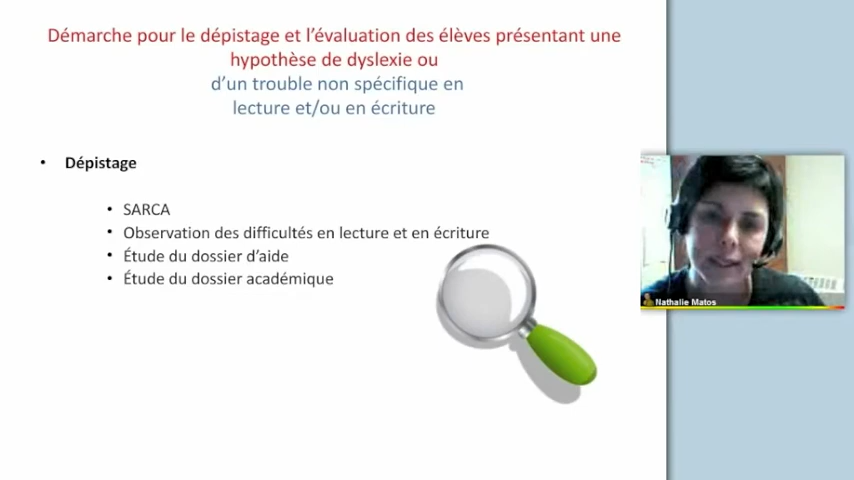 Démarche pour le dépistage et l'évaluation des élèves présentant une
hypothèse de dyslexie ou
d'un trouble non spécifique en
lecture et/ou en écriture
• Dépistage
• SARCA
• Observation des difficultés en lecture et en écriture
• Étude du dossier d'aide
• Étude du dossier académique
Nathalie Matos